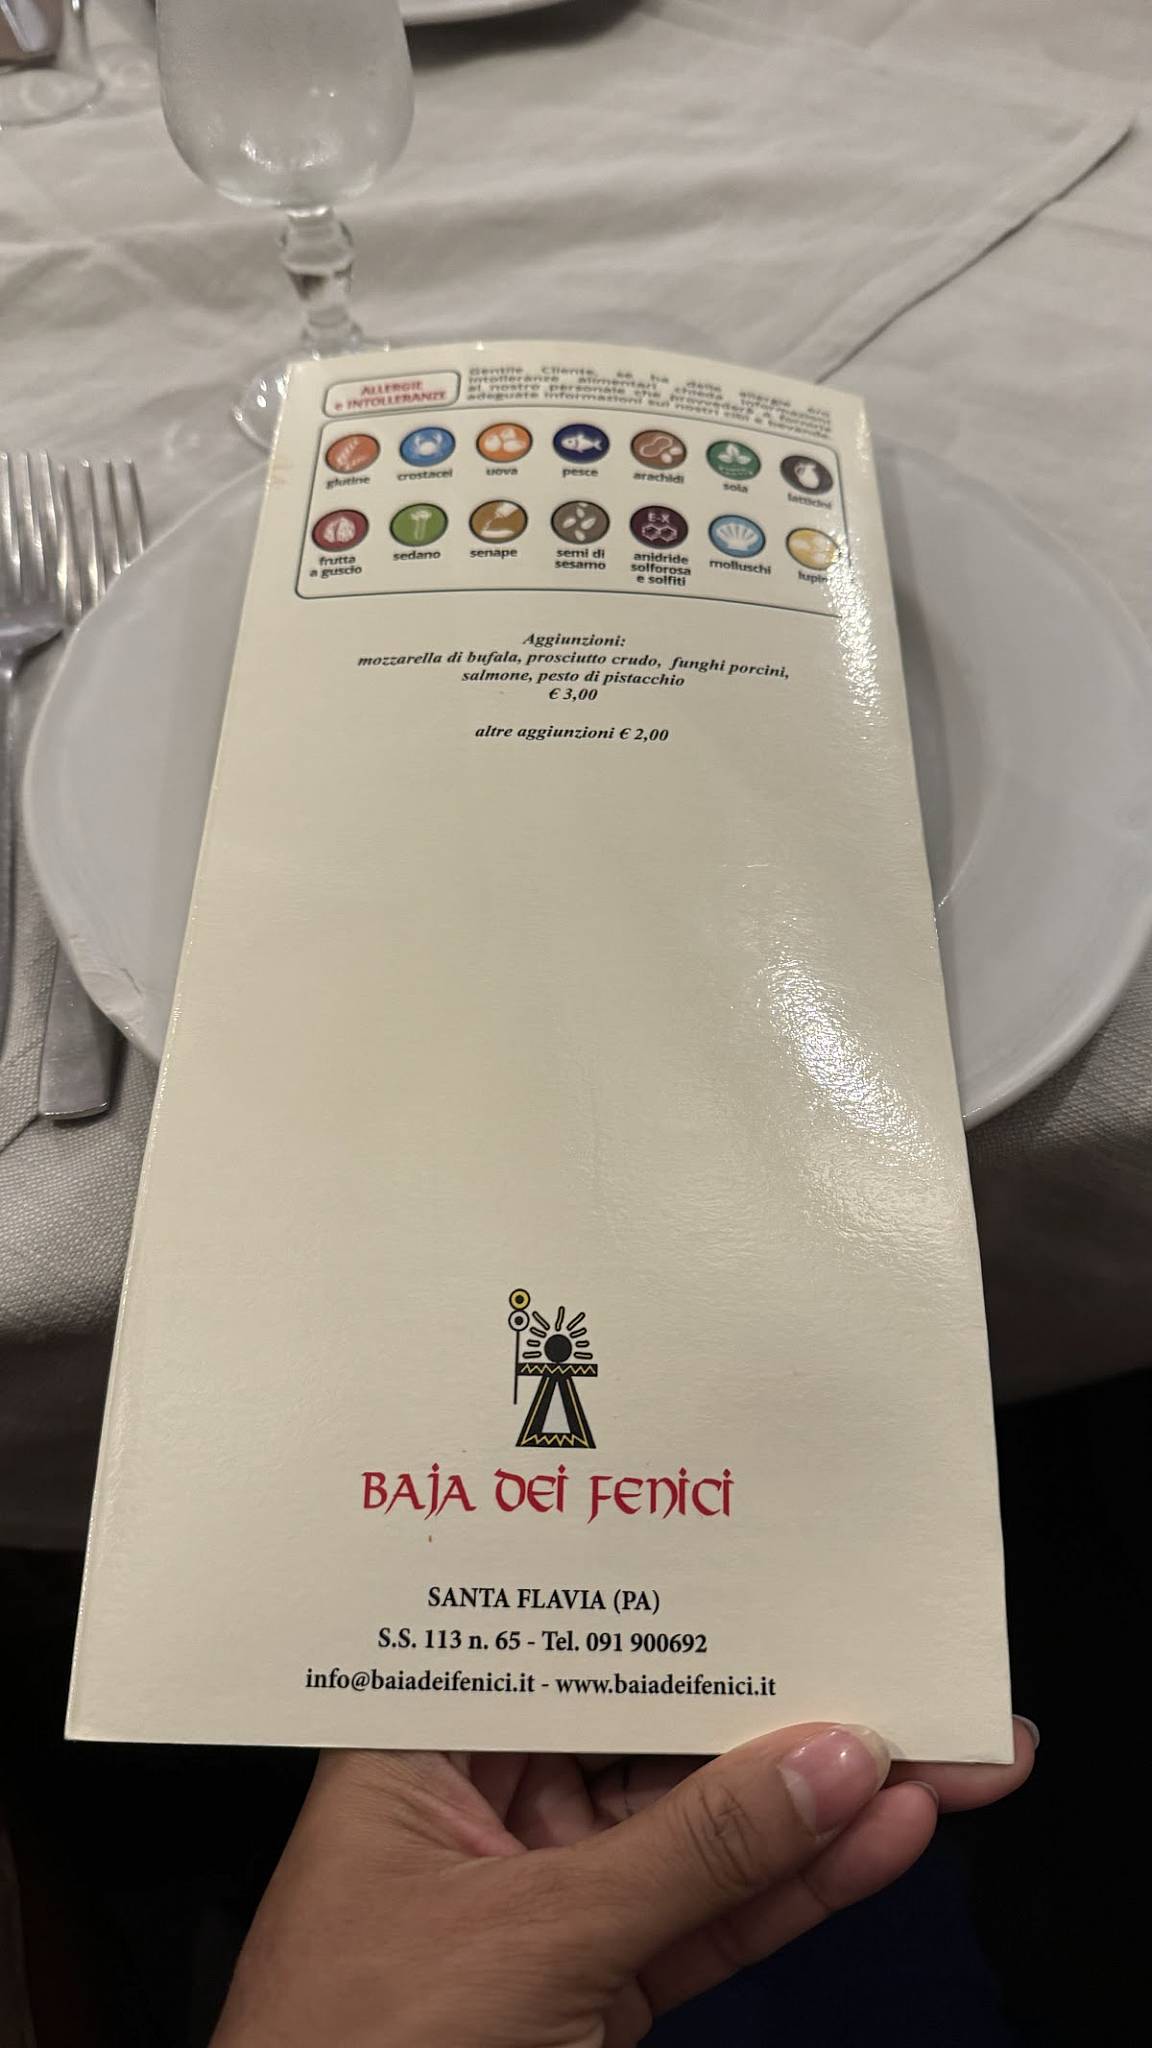 ALLERGIE
e INTOLLERANZE
Gentile Cliente, se ha delle allergie e/o
intolleranze alimentari chieda informazioni
al nostro personale che provvederà a fornirle
adeguate informazioni sui nostri cibi e bevande.
glutine crostacei uova pesce arachidi soia latticini
frutta
a guscio
sedano
senape
semi di
sesamo
E-X
anidride
solforosa
e solfiti
molluschi
lupini
Aggiunzioni:
mozzarella di bufala, prosciutto crudo, funghi porcini,
salmone, pesto di pistacchio
€ 3,00
altre aggiunzioni € 2,00
BAJA DEI FENICI
SANTA FLAVIA (PA)
S.S. 113 n. 65 - Tel. 091 900692
info@baiadeifenici.it - www.baiadeifenici.it